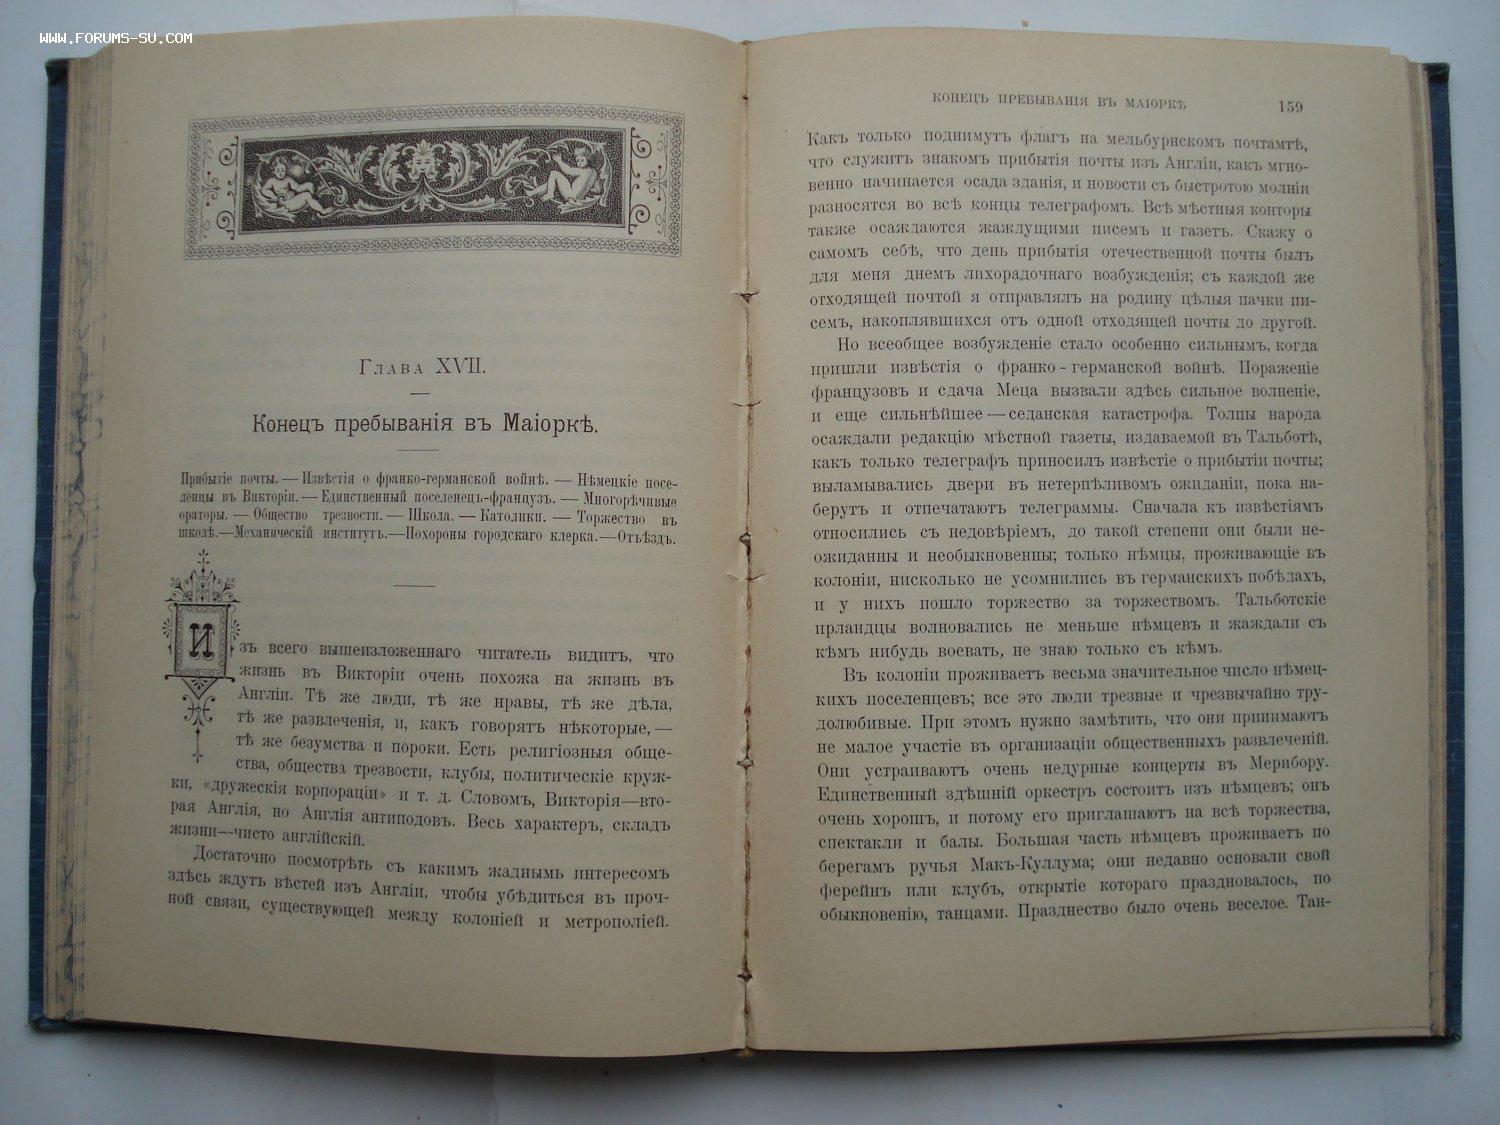 WWW.FORUMS-SU.COM
Глава XVII.
Конецъ пребыванія въ Маіоркѣ.
Прибытіе почты. — Извѣстія о франко-германской войнѣ. — Нѣмецкіе посе-
ленцы въ Викторіи. — Единственный поселенецъ-французъ. — Многорѣчивые
ораторы. — Общество трезвости. — Школа. — Католики. — Торжество въ
школѣ. — Механическій институтъ. — Похороны городскаго клерка. — Отъѣздъ.
Изъ всего вышеизложеннаго читатель видитъ, что
жизнь въ Викторіи очень похожа на жизнь въ
Англіи. Тѣ же люди, тѣ же нравы, тѣ же дѣла,
тѣ же развлеченія, и, какъ говорятъ нѣкоторые, —
тѣ же безумства и пороки. Есть религіозныя обще-
ства, общества трезвости, клубы, политическіе круж-
ки, «дружескія корпораціи» и т. д. Словомъ, Викторія—вто-
рая Англія, но Англія антиподовъ. Весь характеръ, складъ
жизни—чисто англійскій.
Достаточно посмотрѣть съ какимъ жаднымъ интересомъ
здѣсь ждутъ вѣстей изъ Англіи, чтобы убѣдиться въ проч-
ной связи, существующей между колоніей и метрополіей.
КОНЕЦЪ ПРЕБЫВАНІЯ ВЪ МАІОРКѢ 159
Какъ только поднимутъ флагъ на мельбурнскомъ почтамтѣ,
что служитъ знакомъ прибытія почты изъ Англіи, какъ мгно-
венно начинается осада зданія, и новости съ быстротою молніи
разносятся во всѣ концы телеграфомъ. Всѣ мѣстныя конторы
также осаждаются жаждущими писемъ и газетъ. Скажу о
самомъ себѣ, что день прибытія отечественной почты былъ
для меня днемъ лихорадочнаго возбужденія; съ каждой же
отходящей почтой я отправлялъ на родину цѣлыя пачки пи-
семъ, накоплявшихся отъ одной отходящей почты до другой.
Но всеобщее возбужденіе стало особенно сильнымъ, когда
пришли извѣстія о франко - германской войнѣ. Пораженіе
французовъ и сдача Меца вызвали здѣсь сильное волненіе,
и еще сильнѣйшее — седанская катастрофа. Толпы народа
осаждали редакцію мѣстной газеты, издаваемой въ Тальботѣ,
какъ только телеграфъ приносилъ извѣстіе о прибытіи почты;
выламывались двери въ нетерпѣливомъ ожиданіи, пока на-
берутъ и отпечатаютъ телеграммы. Сначала къ извѣстіямъ
относились съ недовѣріемъ, до такой степени они были не-
ожиданны и необыкновенны; только нѣмцы, проживающіе въ
колоніи, нисколько не усомнились въ германскихъ побѣдахъ,
и у нихъ пошло торжество за торжествомъ. Тальботскіе
ирландцы волновались не меньше нѣмцевъ и жаждали съ
кѣмъ нибудь воевать, не знаю только съ кѣмъ.
Въ колоніи проживаетъ весьма значительное число нѣмец-
кихъ поселенцевъ; все это люди трезвые и чрезвычайно тру-
долюбивые. При этомъ нужно замѣтить, что они принимаютъ
не малое участіе въ организаціи общественныхъ развлеченій.
Они устраиваютъ очень недурные концерты въ Мерибору.
Единственный здѣшній оркестръ состоитъ изъ нѣмцевъ; онъ
очень хорошъ, и потому его приглашаютъ на всѣ торжества,
спектакли и балы. Большая часть нѣмцевъ проживаетъ по
берегамъ ручья Макъ-Куллума; они недавно основали свой
ферейнъ или клубъ, открытіе котораго праздновалось, по
обыкновенію, танцами. Празднество было очень веселое. Тан-